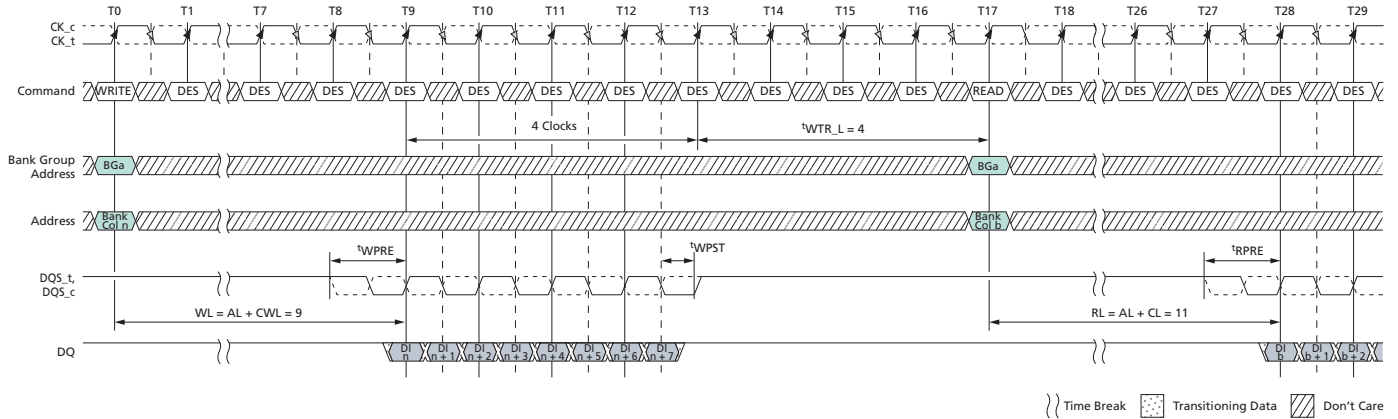 T0 T1 T7 T8 T9 T10 T11 T12 T13 T14 T15 T16 T17 T18 T26 T27 T28 T29
CK_c
CK_t
Command WRITE DES DES DES DES DES DES DES DES DES DES DES READ DES DES DES DES DES
4 Clocks tWTR_L = 4
Bank Group
Address BGa BGa
Address Bank Col n Bank Col b
tWPRE tWPST tRPRE
DQS_t,
DQS_c
WL = AL + CWL = 9 RL = AL + CL = 11
DQ DI n DI n + 1 DI n + 2 DI n + 3 DI n + 4 DI n + 5 DI n + 6 DI n + 7 DI b DI b + 1 DI b + 2
Time Break Transitioning Data Don't Care